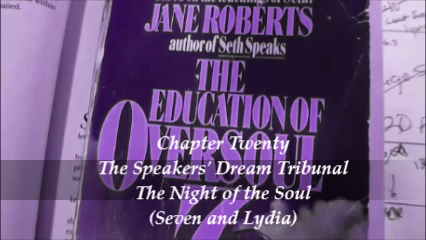 JANE ROBERTS
author of Seth Speaks
THE
EDUCATION OF
OVERSOUL
7
Chapter Twenty
The Speakers' Dream Tribunal
The Night of the Soul
(Seven and Lydia)